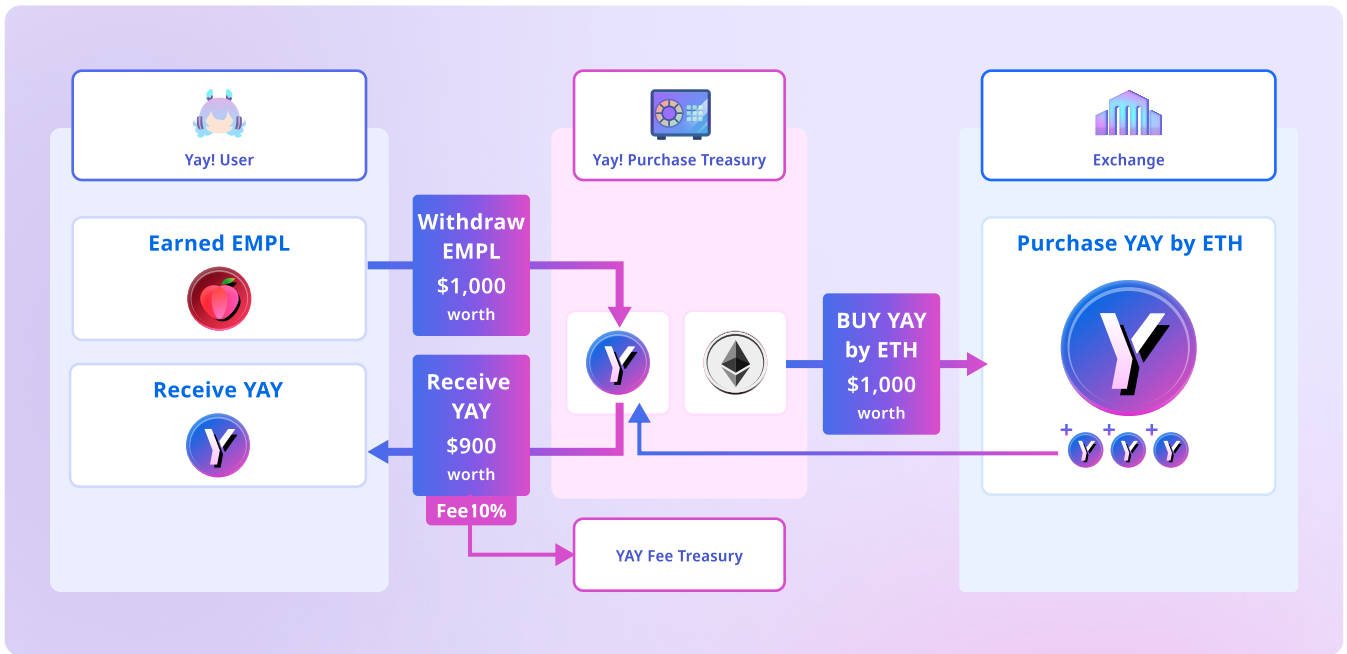 Yay! User
Yay! Purchase Treasury
Exchange
Earned EMPL
Receive YAY
Withdraw
EMPL
$1,000
worth
Receive
YAY
$900
worth
Fee10%
YAY Fee Treasury
BUY YAY
by ETH
$1,000
worth
Purchase YAY by ETH
+ + +